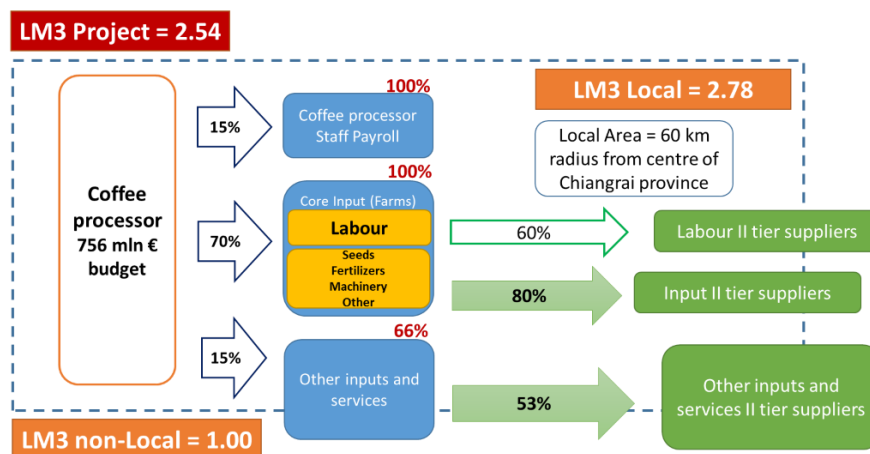 LM3 Project = 2.54
100%
LM3 Local = 2.78
15%
Coffee processor
Staff Payroll
Local Area = 60 km
radius from centre of
Chiangrai province
100%
Coffee
processor
756 mln €
budget
70%
Core Input (Farms)
Labour
Seeds
Fertilizers
Machinery
Other
60%
Labour II tier suppliers
80%
Input II tier suppliers
66%
15%
Other inputs and
services
53%
Other inputs and
services II tier suppliers
LM3 non-Local = 1.00